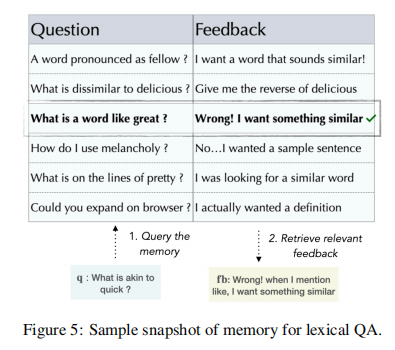 Question Feedback
A word pronounced as fellow ? I want a word that sounds similar!
What is dissimilar to delicious ? Give me the reverse of delicious
What is a word like great ? Wrong! I want something similar ✓
How do I use melancholy ? No...I wanted a sample sentence
What is on the lines of pretty ? I was looking for a similar word
Could you expand on browser ? I actually wanted a definition
1. Query the
memory
2. Retrieve relevant
feedback
q : What is akin to
quick ?
fb: Wrong! when I mention
like, I want something similar
Figure 5: Sample snapshot of memory for lexical QA.